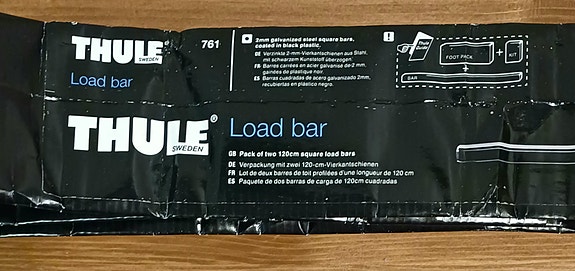 THULE
SWEDEN
Load bar
761
2mm galvanized steel square bars,
coated in black plastic.
DE Verzinkte 2-mm-Vierkantschienen aus Stahl,
mit schwarzem Kunststoff überzogen.
FR Barres carrées en acier galvanisé de 2 mm,
gainées de plastique noir.
ES Barras cuadradas de acero galvanizado 2mm,
revestidas en plástico negro.
!
Thule
Guide
FOOT PACK
+
KIT
+
BAR
THULE®
SWEDEN
Load bar
GB Pack of two 120cm square load bars
DE Verpackung mit zwei 120-cm-Vierkantschienen
FR Lot de deux barres de toit profilées d'une longueur de 120 cm
ES Paquete de dos barras de carga de 120cm cuadradas